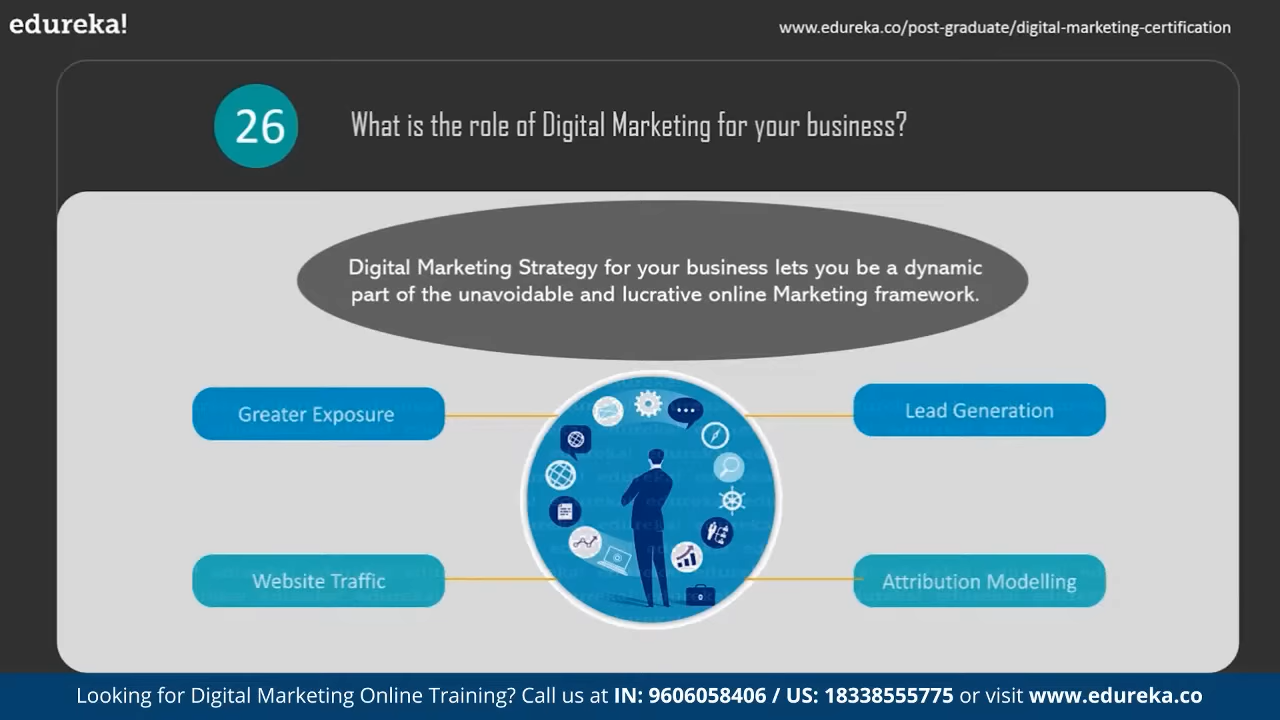 edureka!
www.edureka.co/post-graduate/digital-marketing-certification
26
What is the role of Digital Marketing for your business?
Digital Marketing Strategy for your business lets you be a dynamic
part of the unavoidable and lucrative online Marketing framework.
Greater Exposure
Lead Generation
Website Traffic
Attribution Modelling
Looking for Digital Marketing Online Training? Call us at IN: 9606058406 / US: 18338555775 or visit www.edureka.co